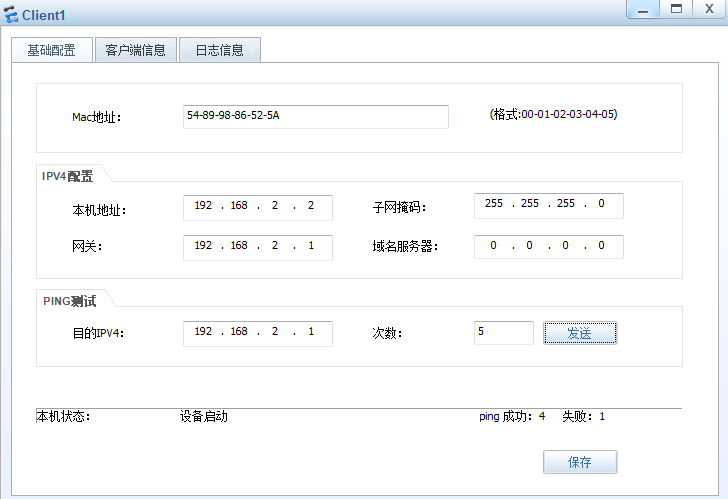 Client1
基础配置 客户端信息 日志信息
Mac地址: 54-89-98-86-52-5A (格式:00-01-02-03-04-05)
IPV4配置
本机地址: 192 . 168 . 2 . 2 子网掩码: 255 . 255 . 255 . 0
网关: 192 . 168 . 2 . 1 域名服务器: 0 . 0 . 0 . 0
PING测试
目的IPV4: 192 . 168 . 2 . 1 次数: 5 发送
本机状态: 设备启动 ping 成功: 4 失败: 1
保存